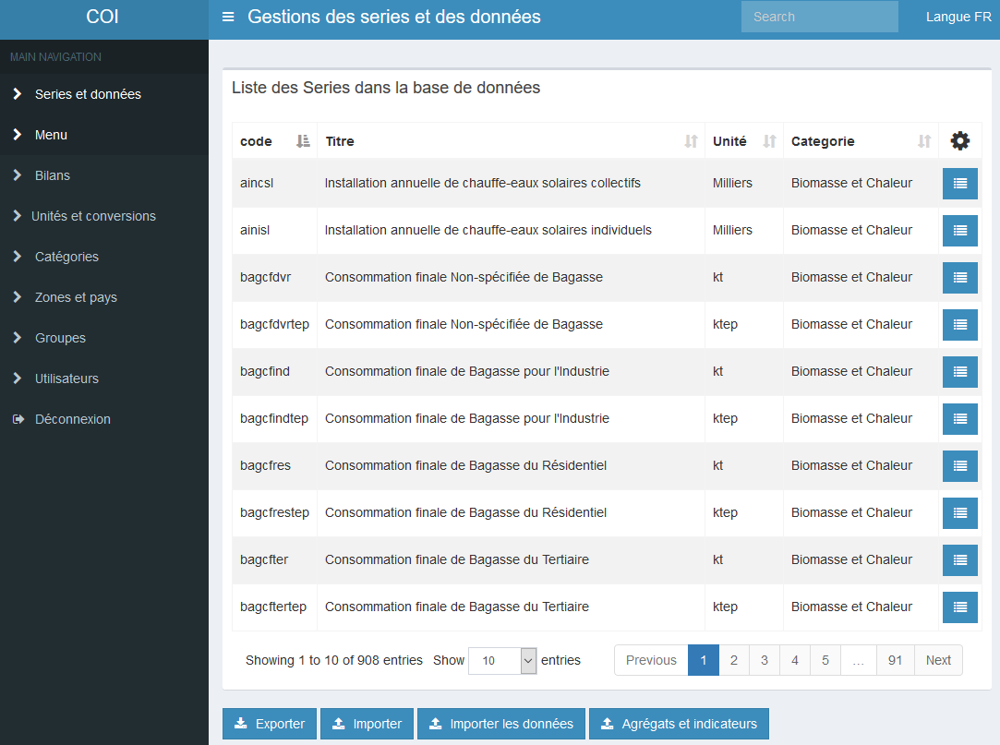 COI
Gestions des series et des données
Search
Langue FR
MAIN NAVIGATION
Series et données
Menu
Bilans
Unités et conversions
Catégories
Zones et pays
Groupes
Utilisateurs
Déconnexion
Liste des Series dans la base de données
code Titre Unité Categorie
aincsl Installation annuelle de chauffe-eaux solaires collectifs Milliers Biomasse et Chaleur
ainisl Installation annuelle de chauffe-eaux solaires individuels Milliers Biomasse et Chaleur
bagcfdvr Consommation finale Non-spécifiée de Bagasse kt Biomasse et Chaleur
bagcfdvrtep Consommation finale Non-spécifiée de Bagasse ktep Biomasse et Chaleur
bagcfind Consommation finale de Bagasse pour l'Industrie kt Biomasse et Chaleur
bagcfindtep Consommation finale de Bagasse pour l'Industrie ktep Biomasse et Chaleur
bagcfres Consommation finale de Bagasse du Résidentiel kt Biomasse et Chaleur
bagcfrestep Consommation finale de Bagasse du Résidentiel ktep Biomasse et Chaleur
bagcfter Consommation finale de Bagasse du Tertiaire kt Biomasse et Chaleur
bagcftertep Consommation finale de Bagasse du Tertiaire ktep Biomasse et Chaleur
Showing 1 to 10 of 908 entries Show 10 entries Previous 1 2 3 4 5 ... 91 Next
Exporter Importer Importer les données Agrégats et indicateurs